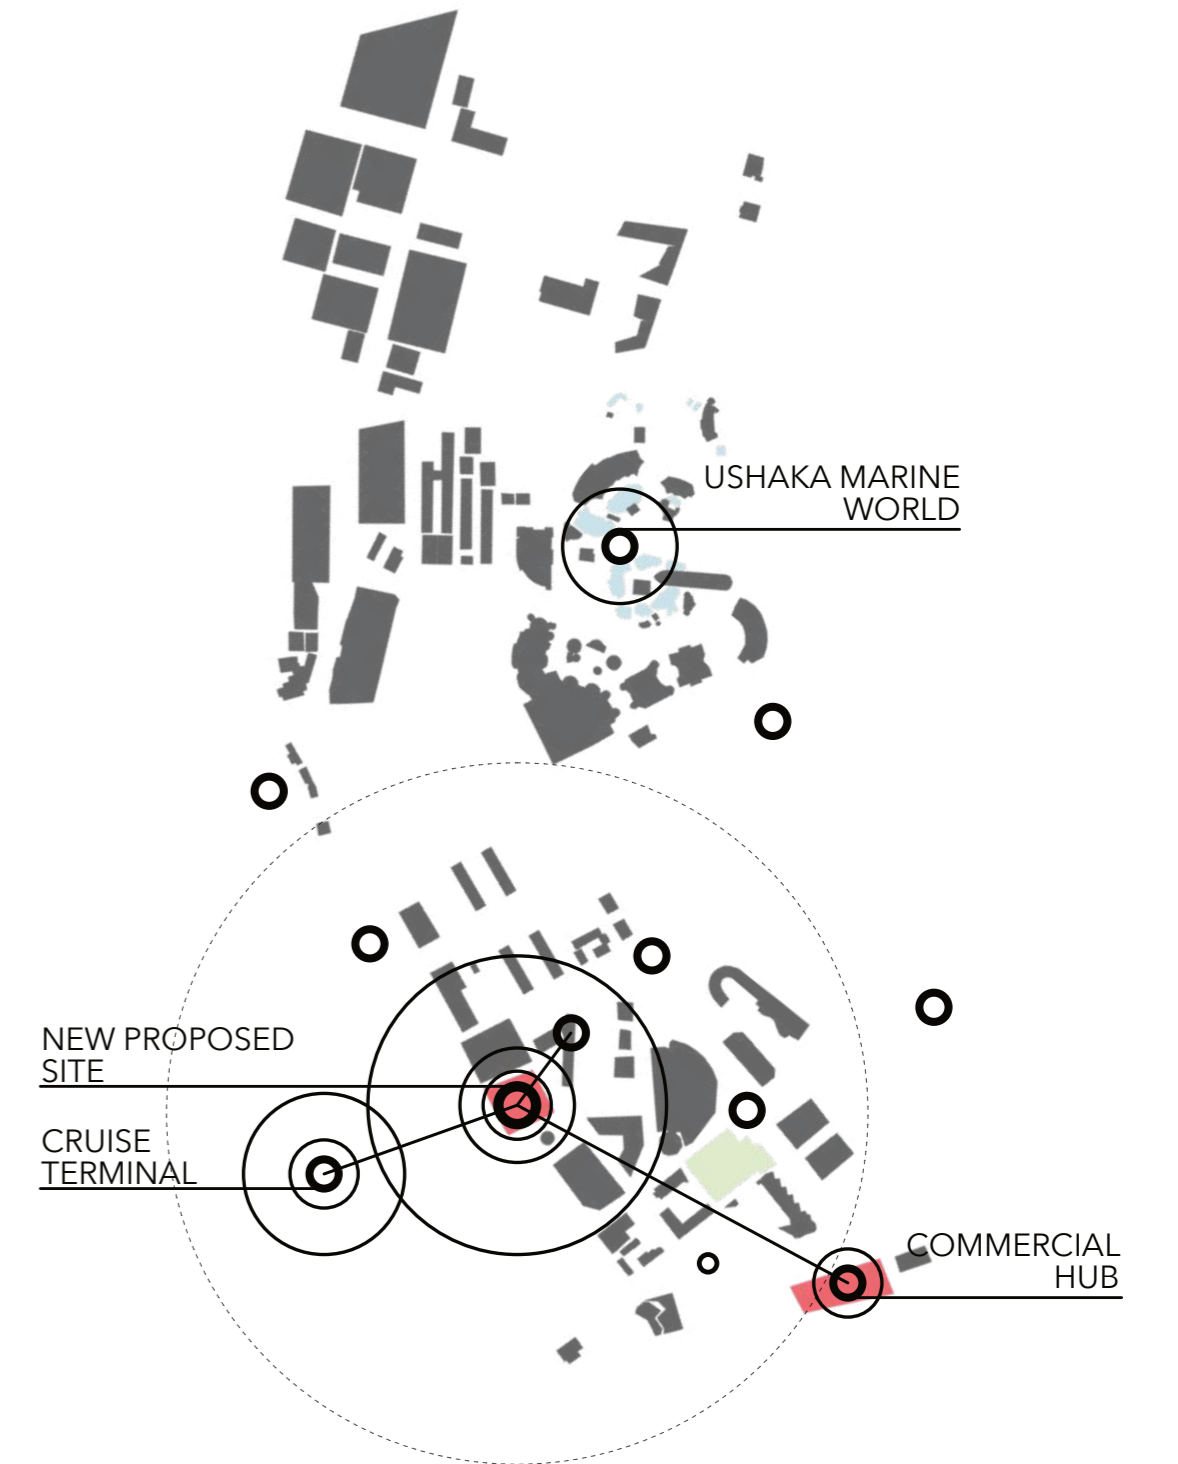 USHAKA MARINE
WORLD
NEW PROPOSED
SITE
CRUISE
TERMINAL
COMMERCIAL
HUB